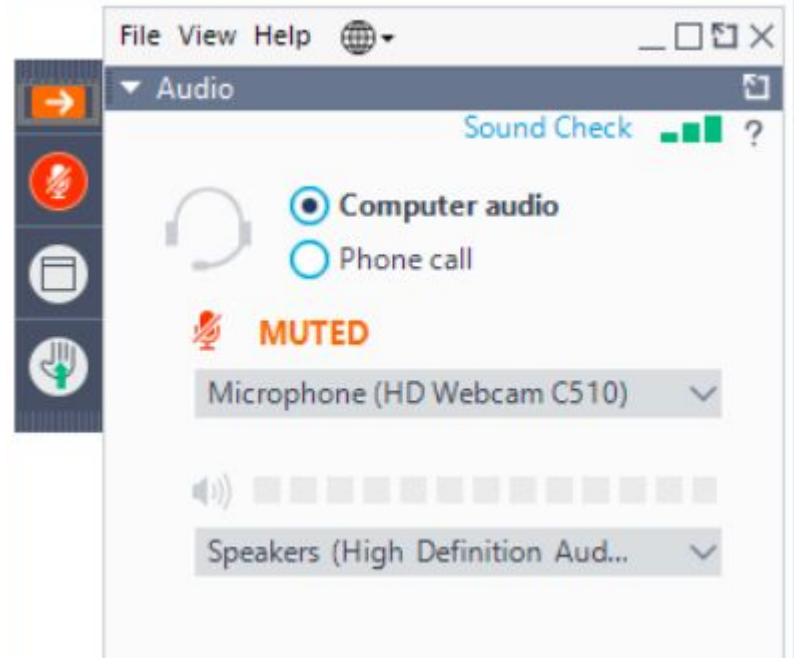 File View Help
Audio
Sound Check ?
Computer audio
Phone call
MUTED
Microphone (HD Webcam C510)
Speakers (High Definition Aud...